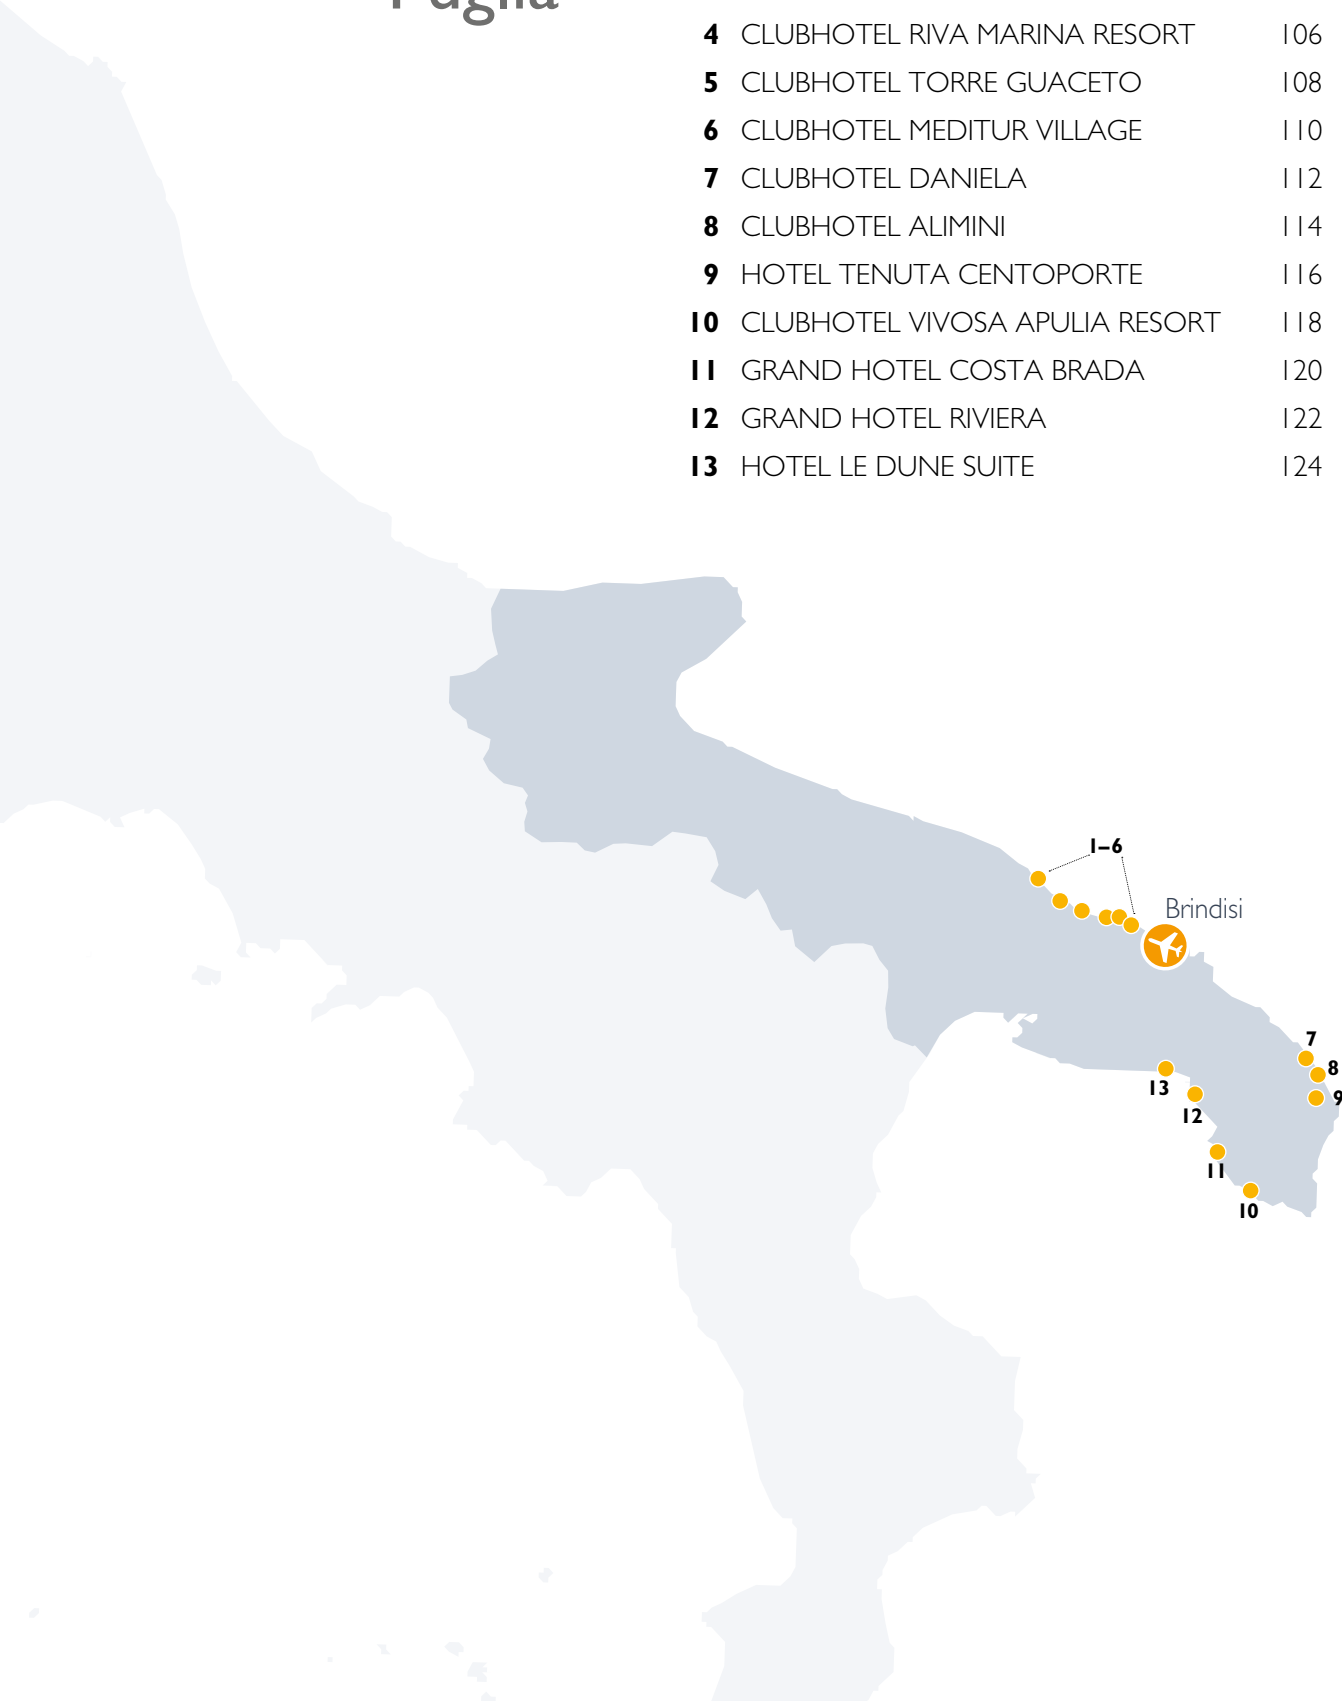 Puglia
4 CLUBHOTEL RIVA MARINA RESORT 106
5 CLUBHOTEL TORRE GUACETO 108
6 CLUBHOTEL MEDITUR VILLAGE 110
7 CLUBHOTEL DANIELA 112
8 CLUBHOTEL ALIMINI 114
9 HOTEL TENUTA CENTOPORTE 116
10 CLUBHOTEL VIVOSA APULIA RESORT 118
11 GRAND HOTEL COSTA BRADA 120
12 GRAND HOTEL RIVIERA 122
13 HOTEL LE DUNE SUITE 124
1–6
Brindisi
7
8
9
13
12
11
10